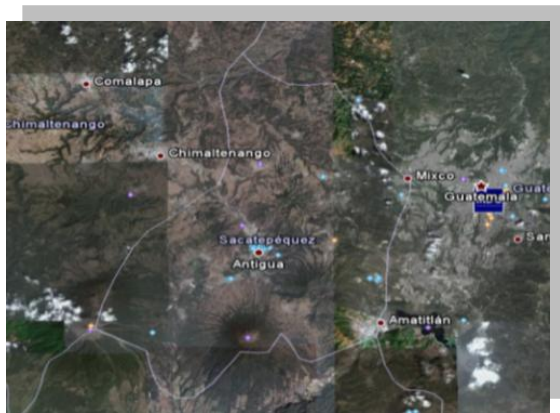 Comalapa
Chimaltenango
Chimaltenango
Mixco
Guatemala
Sacatepéquez
Antigua
Amatitlán